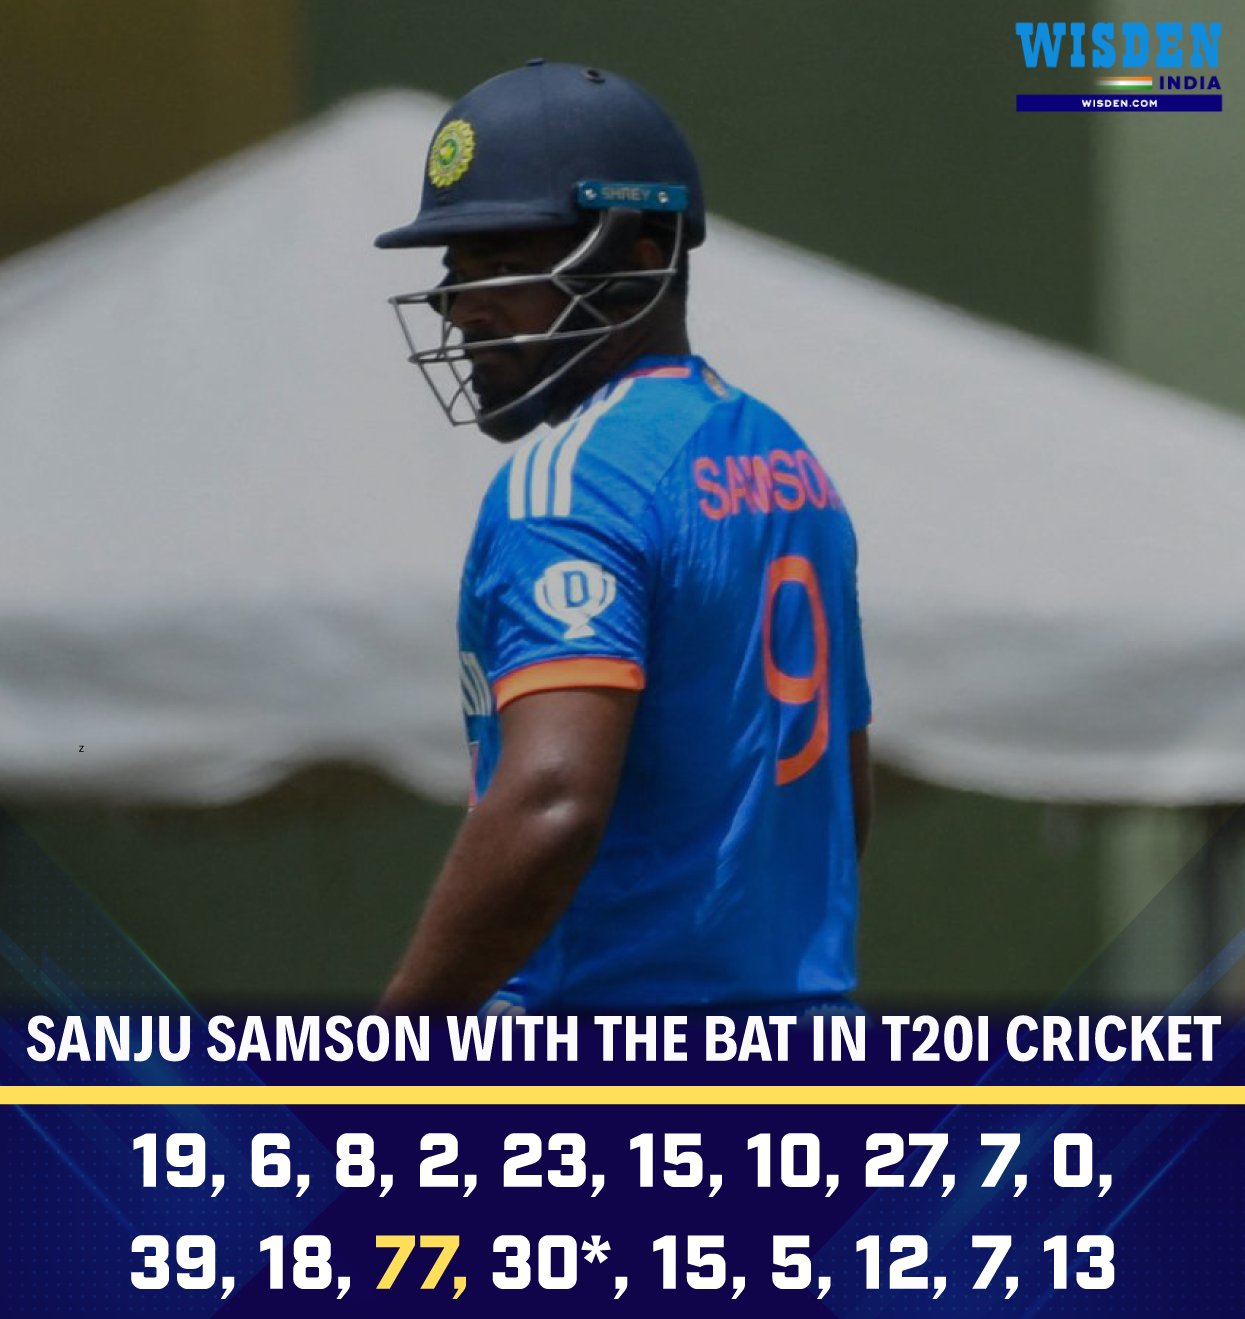 WISDEN
INDIA
WISDEN.COM
SHREY
SAMSON
D
9
z
SANJU SAMSON WITH THE BAT IN T20I CRICKET
19, 6, 8, 2, 23, 15, 10, 27, 7, 0,
39, 18, 77, 30*, 15, 5, 12, 7, 13